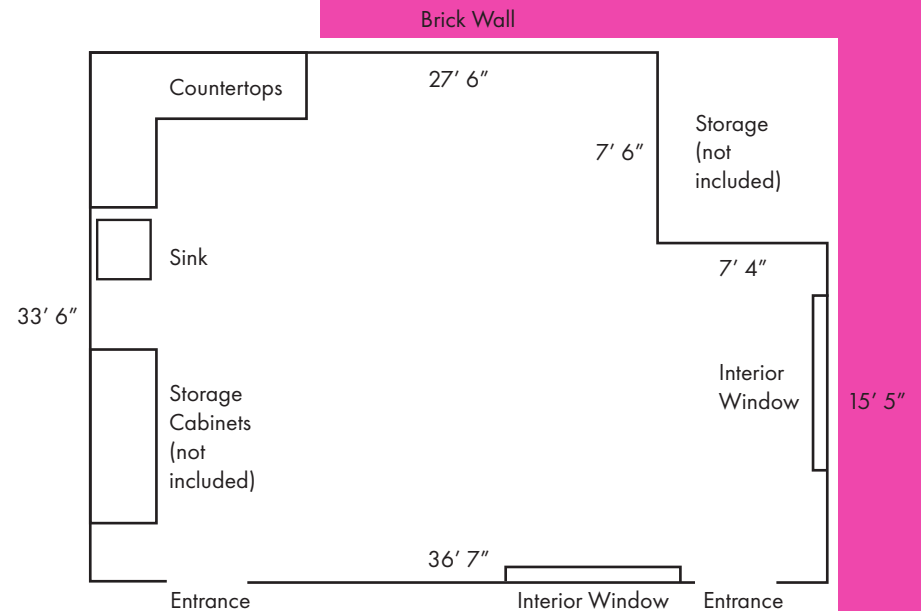 Brick Wall
Countertops
27’ 6”
Storage
(not
included)
7’ 6”
Sink
7’ 4”
33’ 6”
Interior
Window
15’ 5”
Storage
Cabinets
(not
included)
36’ 7”
Entrance
Interior Window
Entrance